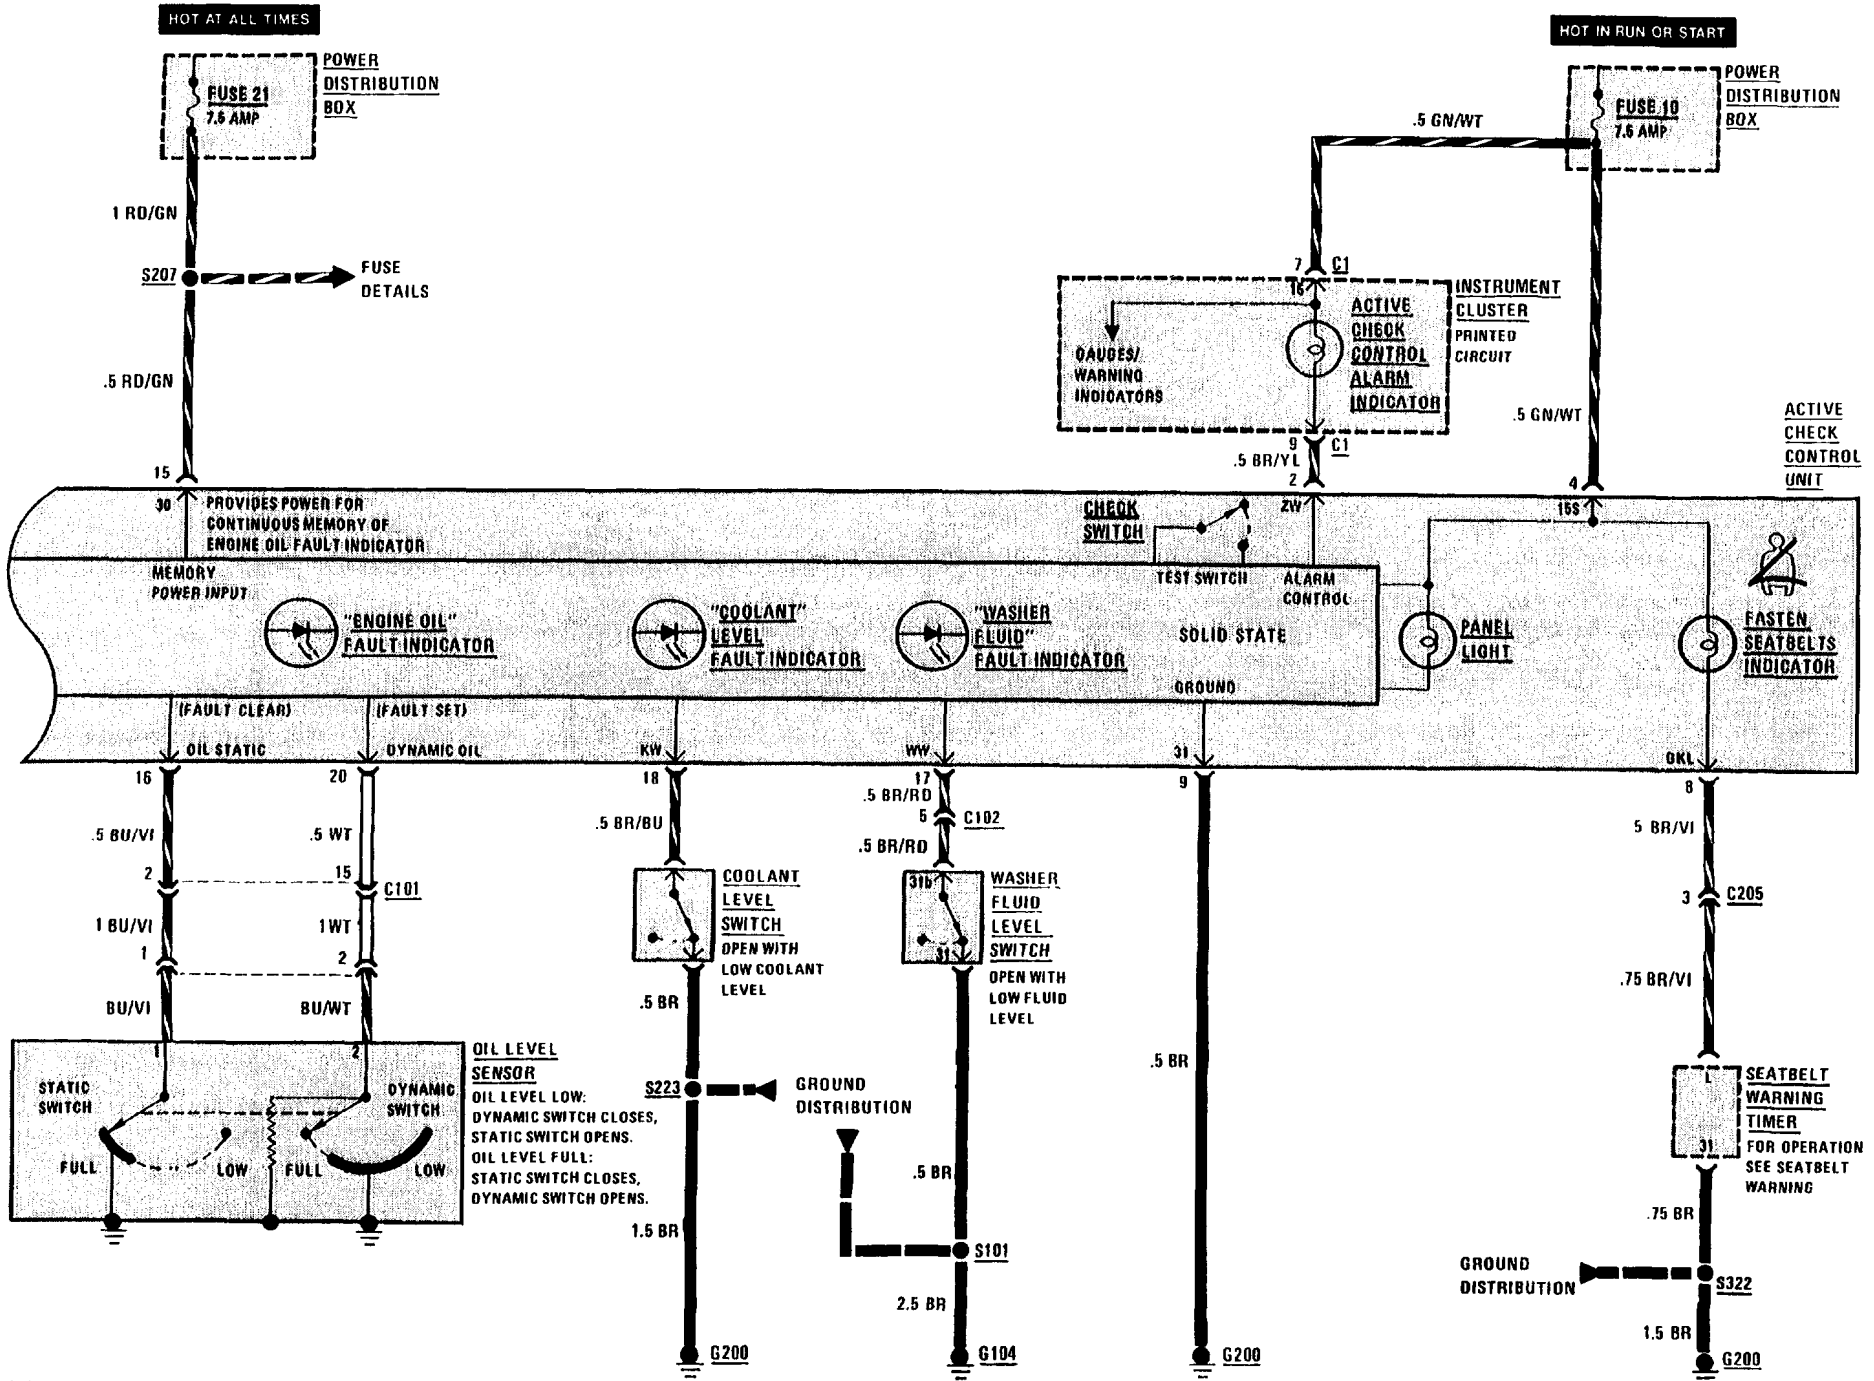 HOT AT ALL TIMES
POWER
DISTRIBUTION
BOX
FUSE 21
7.5 AMP
1 RD/GN
S207
FUSE
DETAILS
.5 RD/GN
15
HOT IN RUN OR START
POWER
DISTRIBUTION
BOX
FUSE 10
7.5 AMP
.5 GN/WT
7
C1
16
INSTRUMENT
CLUSTER
PRINTED
CIRCUIT
ACTIVE
CHECK
CONTROL
ALARM
INDICATOR
GAUGES/
WARNING
INDICATORS
9
C1
.5 BR/YL
2
.5 GN/WT
4
ACTIVE
CHECK
CONTROL
UNIT
30
PROVIDES POWER FOR
CONTINUOUS MEMORY OF
ENGINE OIL FAULT INDICATOR
CHECK
SWITCH
ZW
15S
MEMORY
POWER INPUT
TEST SWITCH
ALARM
CONTROL
"ENGINE OIL"
FAULT INDICATOR
"COOLANT"
LEVEL
FAULT INDICATOR
"WASHER
FLUID"
FAULT INDICATOR
SOLID STATE
PANEL
LIGHT
FASTEN
SEATBELTS
INDICATOR
GROUND
(FAULT CLEAR)
(FAULT SET)
OIL STATIC
DYNAMIC OIL
KW
WW
31
GKL
16
20
18
17
9
8
.5 BU/VI
.5 WT
.5 BR/BU
.5 BR/RD
5
C102
.5 BR/RD
5 BR/VI
2
15
C101
3
C205
1 BU/VI
1 WT
1
2
BU/VI
BU/WT
COOLANT
LEVEL
SWITCH
OPEN WITH
LOW COOLANT
LEVEL
31b
31
WASHER
FLUID
LEVEL
SWITCH
OPEN WITH
LOW FLUID
LEVEL
.75 BR/VI
1
2
STATIC
SWITCH
DYNAMIC
SWITCH
FULL
LOW
FULL
LOW
OIL LEVEL
SENSOR
OIL LEVEL LOW:
DYNAMIC SWITCH CLOSES,
STATIC SWITCH OPENS.
OIL LEVEL FULL:
STATIC SWITCH CLOSES,
DYNAMIC SWITCH OPENS.
.5 BR
S223
GROUND
DISTRIBUTION
1.5 BR
G200
.5 BR
S101
2.5 BR
G104
.5 BR
G200
L
31
SEATBELT
WARNING
TIMER
FOR OPERATION
SEE SEATBELT
WARNING
.75 BR
GROUND
DISTRIBUTION
S322
1.5 BR
G200